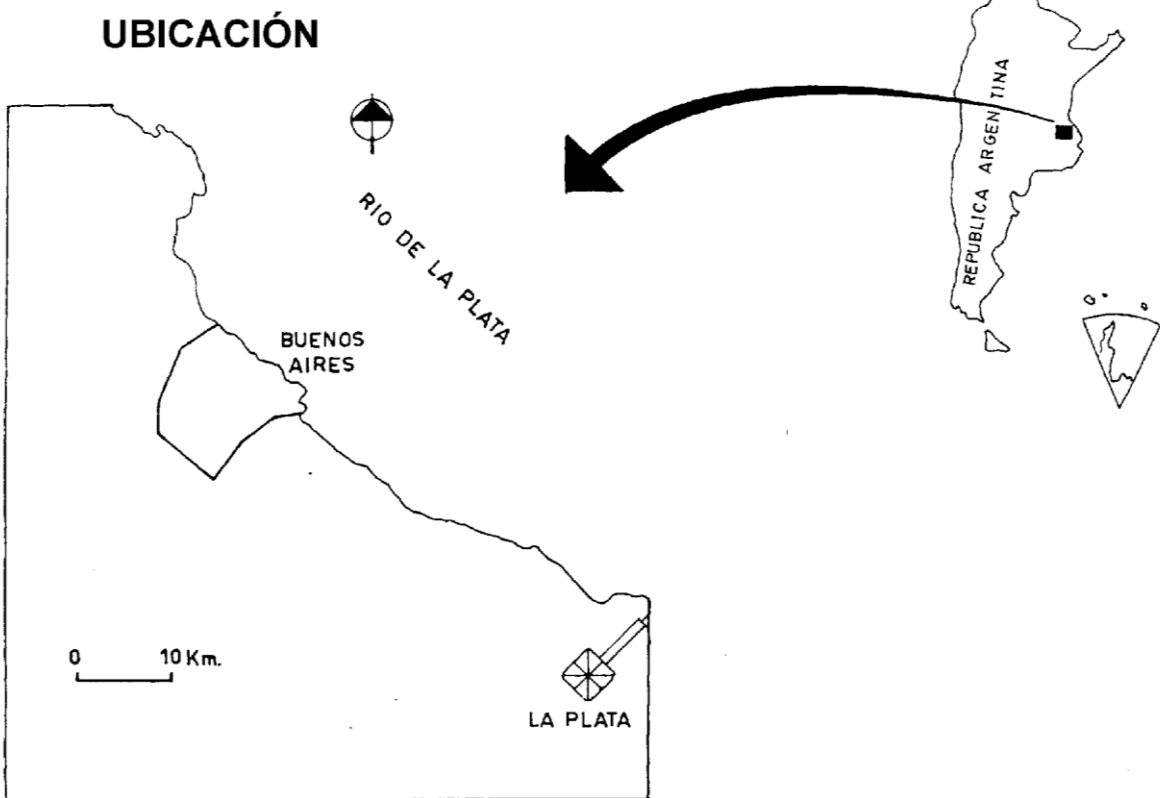 UBICACIÓN
REPUBLICA ARGENTINA
RIO DE LA PLATA
BUENOS
AIRES
0 10 Km.
LA PLATA